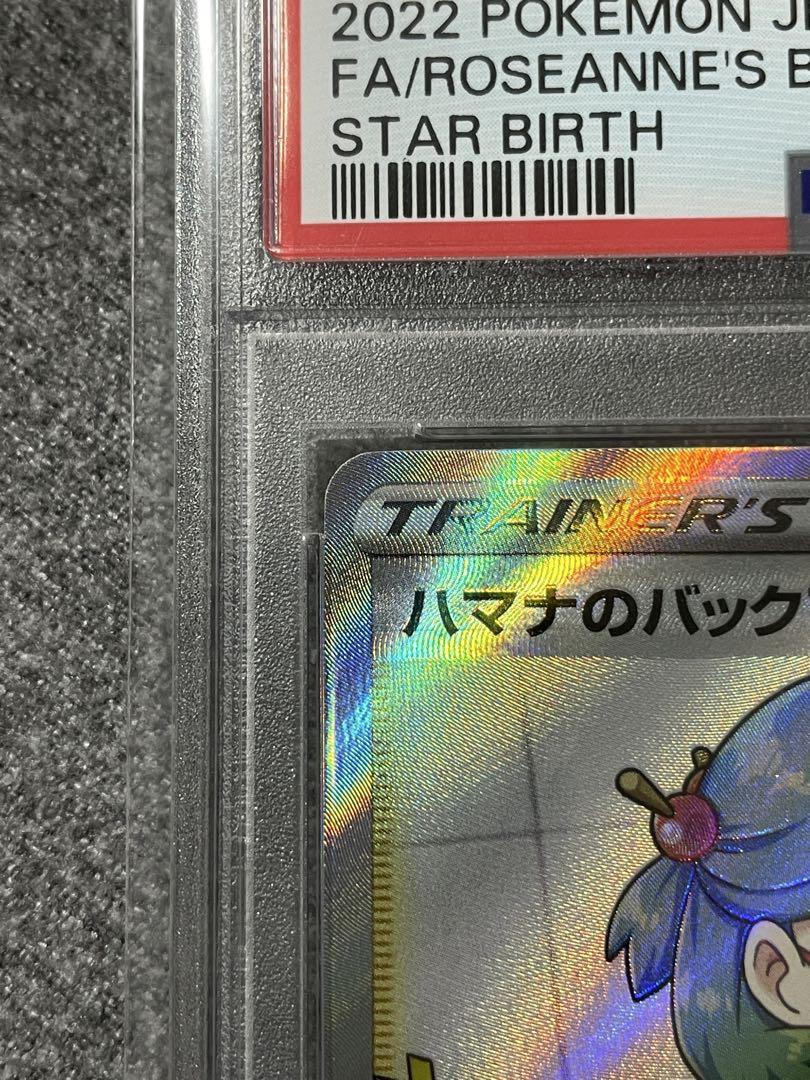 2022 POKEMON J
FA/ROSEANNE'S B
STAR BIRTH
TRAINER'S
ハマナのバック